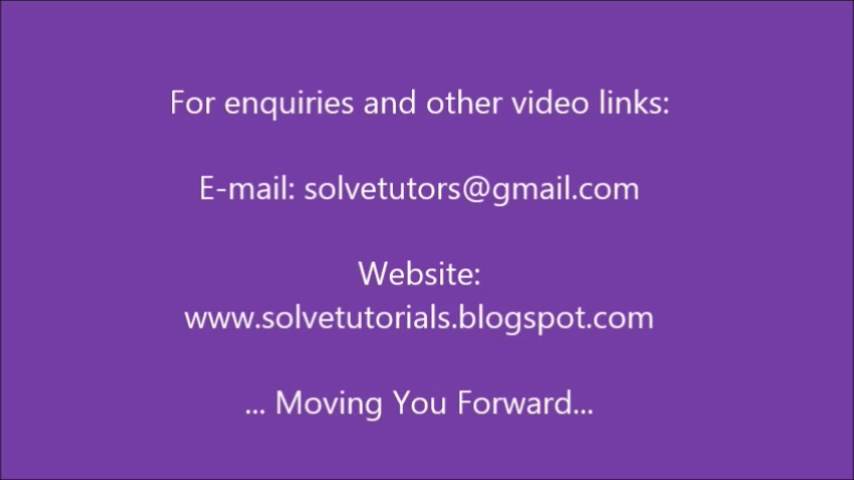 For enquiries and other video links:
E-mail: solvetutors@gmail.com
Website:
www.solvetutorials.blogspot.com
... Moving You Forward...